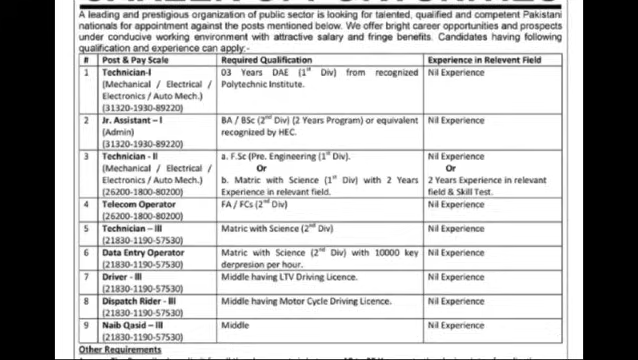 A leading and prestigious organization of public sector is looking for talented, qualified and competent Pakistani
nationals for appointment against the posts mentioned below. We offer bright career opportunities and prospects
under conducive working environment with attractive salary and fringe benefits. Candidates having following
qualification and experience can apply:-
# Post & Pay Scale Required Qualification Experience in Relevant Field
1 Technician-I 03 Years DAE (1st Div) from recognized Nil Experience
(Mechanical / Electrical / Polytechnic Institute.
Electronics / Auto Mech.)
(31320-1930-89220)
2 Jr. Assistant – I BA / BSc (2nd Div) (2 Years Program) or equivalent Nil Experience
(Admin) recognized by HEC.
(31320-1930-89220)
3 Technician - II a. F.Sc (Pre. Engineering (1st Div). Nil Experience
(Mechanical / Electrical / Or Or
Electronics / Auto Mech.) b. Matric with Science (1st Div) with 2 Years 2 Years Experience in relevant
(26200-1800-80200) Experience in relevant field. field & Skill Test.
4 Telecom Operator FA / FCs (2nd Div) Nil Experience
(26200-1800-80200)
5 Technician – III Matric with Science (2nd Div) Nil Experience
(21830-1190-57530)
6 Data Entry Operator Matric with Science (2nd Div) with 10000 key Nil Experience
(21830-1190-57530) derpresion per hour.
7 Driver - III Middle having LTV Driving Licence. Nil Experience
(21830-1190-57530)
8 Dispatch Rider - III Middle having Motor Cycle Driving Licence. Nil Experience
(21830-1190-57530)
9 Naib Qasid – III Middle Nil Experience
(21830-1190-57530)
Other Requirements